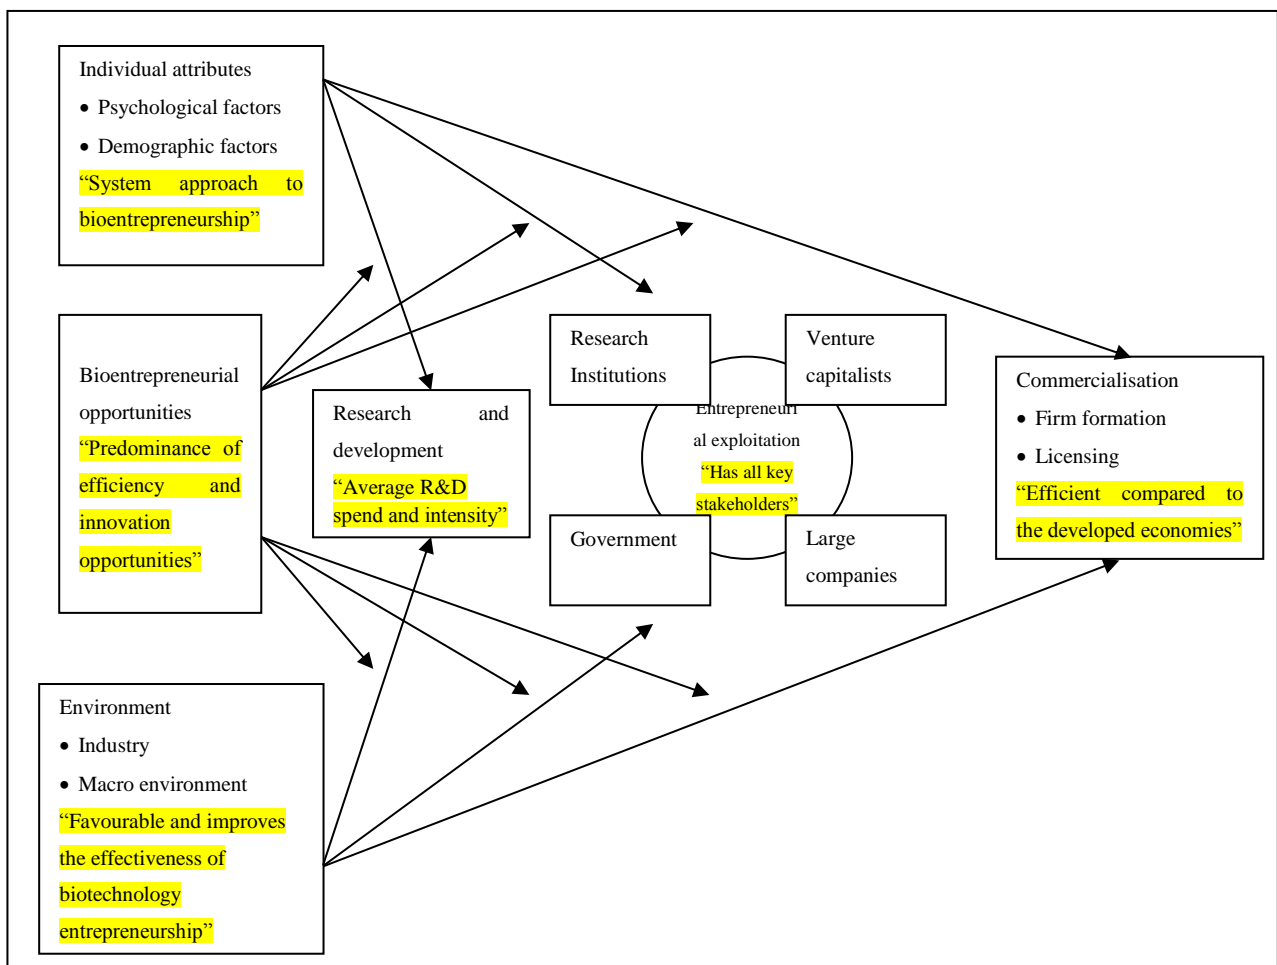 Individual attributes
• Psychological factors
• Demographic factors
“System approach to
bioentrepreneurship”
Bioentrepreneurial
opportunities
“Predominance of
efficiency and
innovation
opportunities”
Research and
development
“Average R&D
spend and intensity”
Research
Institutions
Venture
capitalists
Entrepreneuri
al exploitation
“Has all key
stakeholders”
Government
Large
companies
Commercialisation
• Firm formation
• Licensing
“Efficient compared to
the developed economies”
Environment
• Industry
• Macro environment
“Favourable and improves
the effectiveness of
biotechnology
entrepreneurship”